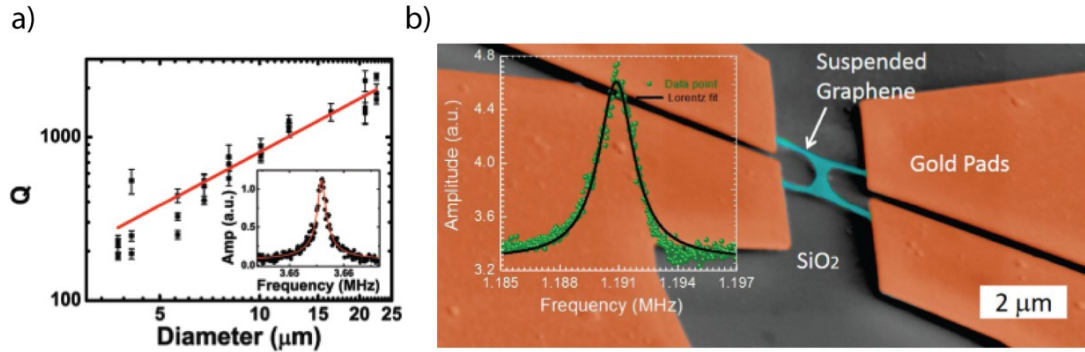 a)
Q
1000
100
5
10
15
20
25
Diameter (μm)
Amp (a.u.)
1.0
0.5
0.0
3.65
3.66
Frequency (MHz)
b)
4.8
4.4
4.0
3.6
3.2
Amplitude (a.u.)
Data point
Lorentz fit
1.185
1.188
1.191
1.194
1.197
Frequency (MHz)
Suspended
Graphene
Gold Pads
SiO2
2 μm